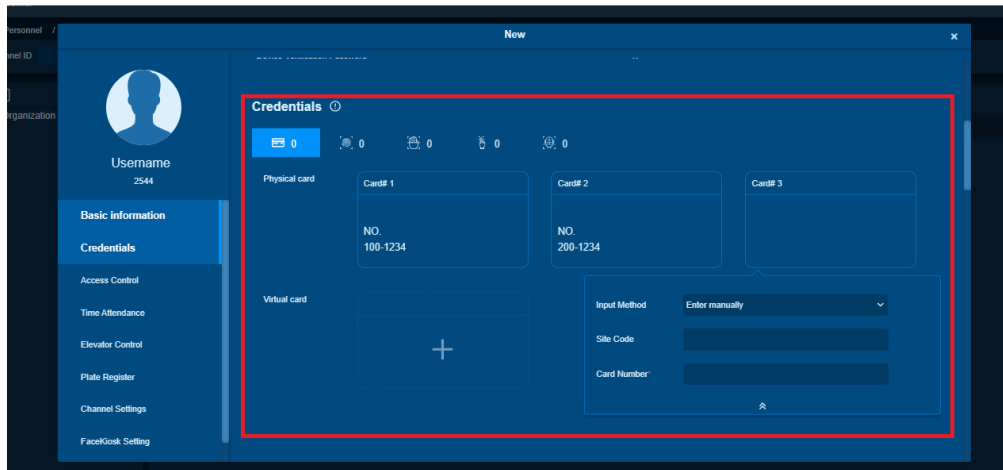 Personnel /
New
×
nnel ID
Organization
Username
2544
Basic information
Credentials
Access Control
Time Attendance
Elevator Control
Plate Register
Channel Settings
FaceKiosk Setting
Credentials
0 0 0 0 0
Physical card
Card# 1
NO.
100-1234
Card# 2
NO.
200-1234
Card# 3
Input Method Enter manually
Site Code
Card Number*
Virtual card
+